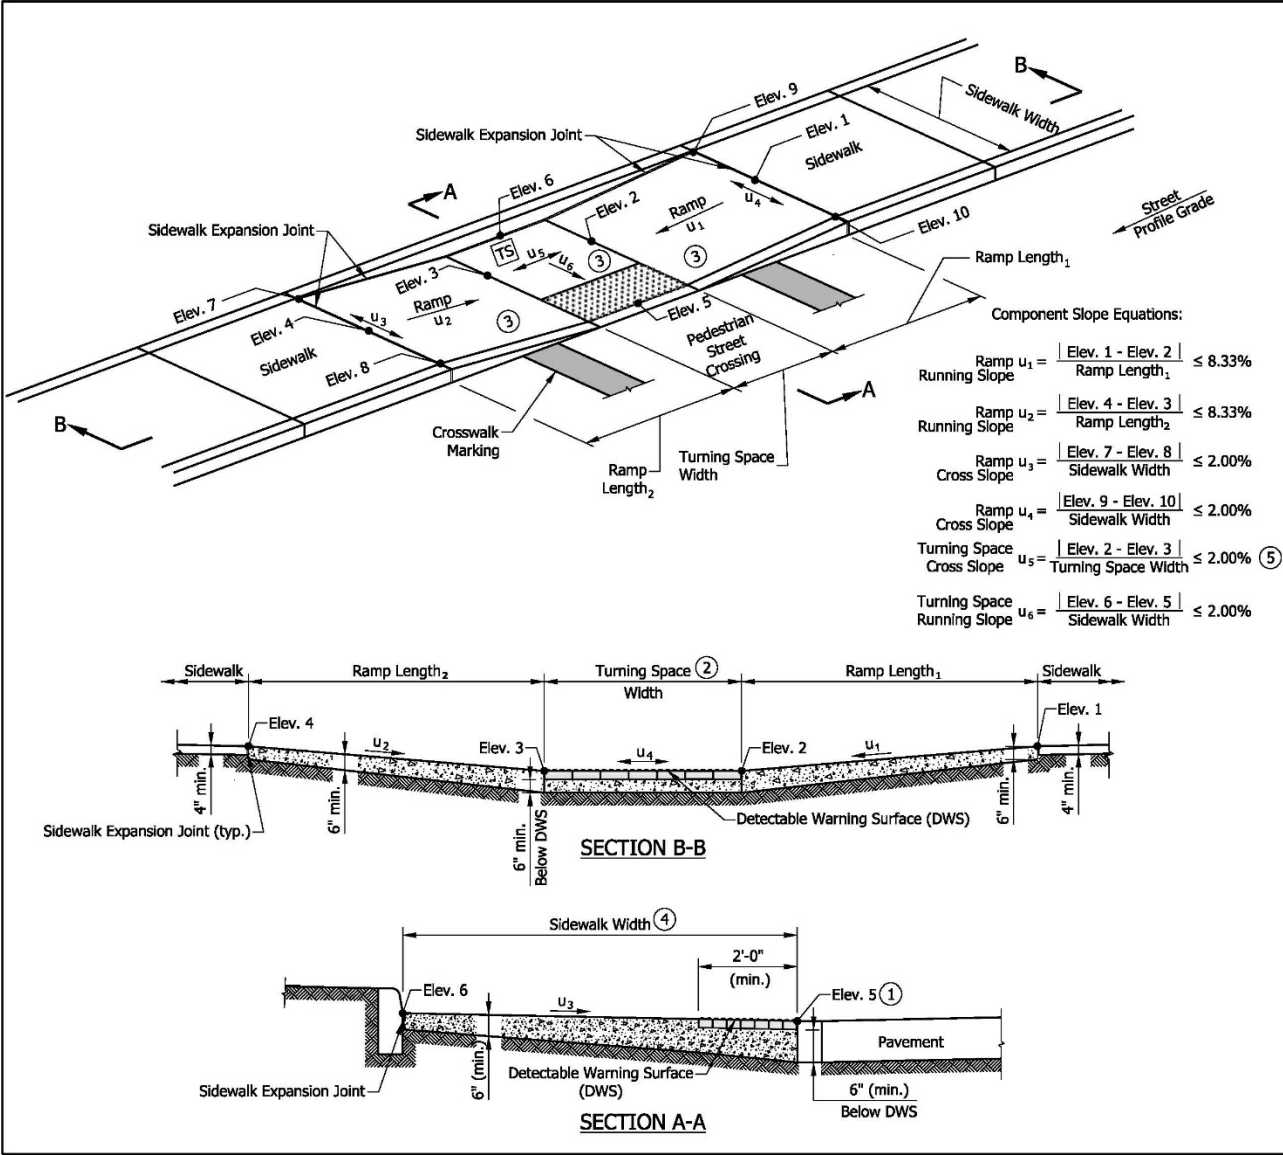 B
Elev. 9
Sidewalk Width
Sidewalk Expansion Joint
Elev. 1
Sidewalk
A
Elev. 6
Elev. 2
Ramp
u₁
u₄
Elev. 10
Street
Profile Grade
Sidewalk Expansion Joint
TS
u₅
u₆
3
3
Ramp Length₁
Elev. 3
Elev. 7
Ramp
u₂
3
Elev. 5
Elev. 4
u₃
Sidewalk
Elev. 8
Pedestrian
Street
Crossing
A
B
Crosswalk
Marking
Ramp
Length₂
Turning Space
Width
Component Slope Equations:
Ramp u₁ = | Elev. 1 - Elev. 2 | ≤ 8.33%
Running Slope Ramp Length₁
Ramp u₂ = | Elev. 4 - Elev. 3 | ≤ 8.33%
Running Slope Ramp Length₂
Ramp u₃ = | Elev. 7 - Elev. 8 | ≤ 2.00%
Cross Slope Sidewalk Width
Ramp u₄ = |Elev. 9 - Elev. 10| ≤ 2.00%
Cross Slope Sidewalk Width
Turning Space u₅ = | Elev. 2 - Elev. 3 | ≤ 2.00% 5
Cross Slope Turning Space Width
Turning Space u₆ = | Elev. 6 - Elev. 5 | ≤ 2.00%
Running Slope Sidewalk Width
Sidewalk Ramp Length₂ Turning Space 2 Ramp Length₁ Sidewalk
Width
Elev. 4
Elev. 1
u₂
Elev. 3
u₄
Elev. 2
u₁
4" min.
6" min.
6" min.
Below DWS
6" min.
4" min.
Sidewalk Expansion Joint (typ.)
Detectable Warning Surface (DWS)
SECTION B-B
Sidewalk Width 4
2'-0"
(min.)
Elev. 6
u₃
Elev. 5 1
Pavement
6" (min.)
Sidewalk Expansion Joint
Detectable Warning Surface
(DWS)
6" (min.)
Below DWS
SECTION A-A